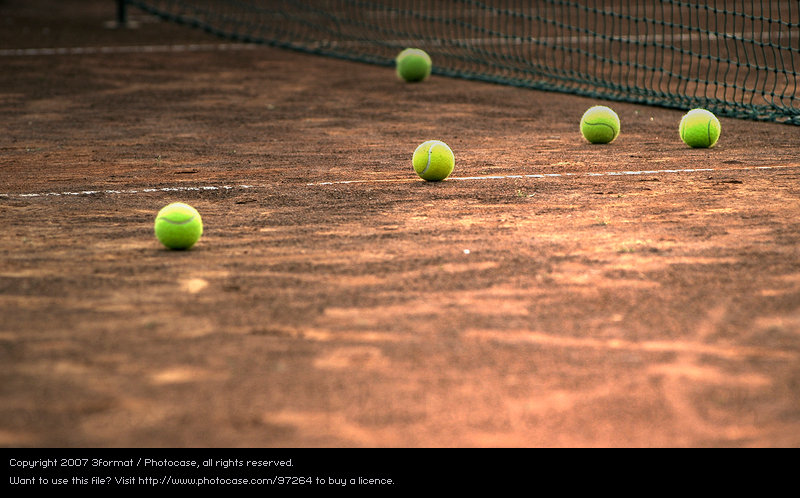 Copyright 2007 3format / Photocase, all rights reserved.
Want to use this file? Visit http://www.photocase.com/97264 to buy a licence.